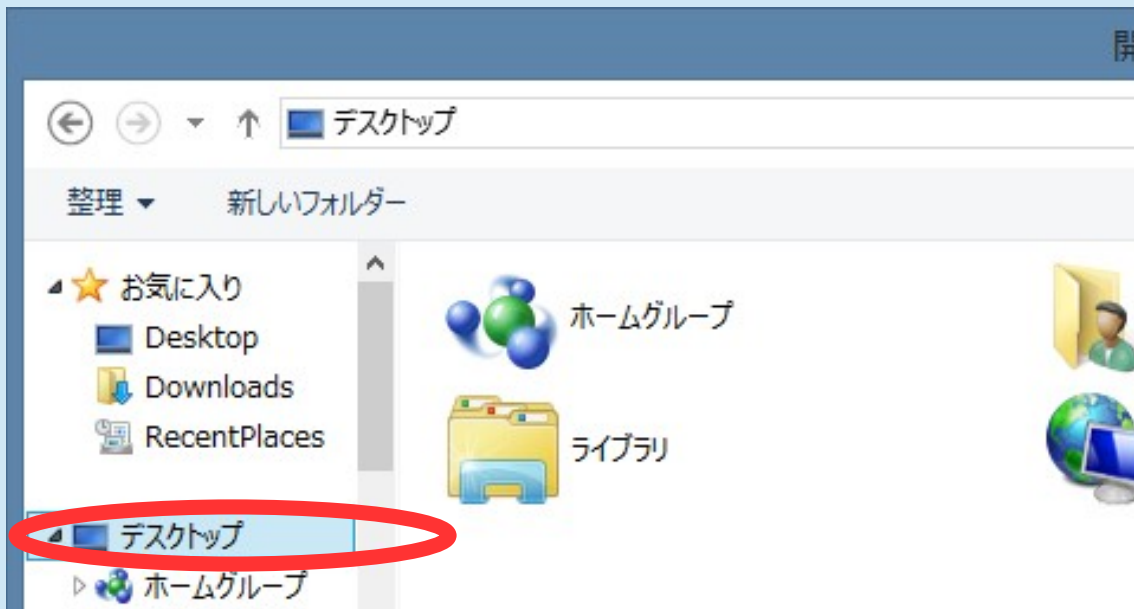 開
デスクトップ
整理 新しいフォルダー
お気に入り
Desktop
Downloads
RecentPlaces
デスクトップ
ホームグループ
ホームグループ
ライブラリ